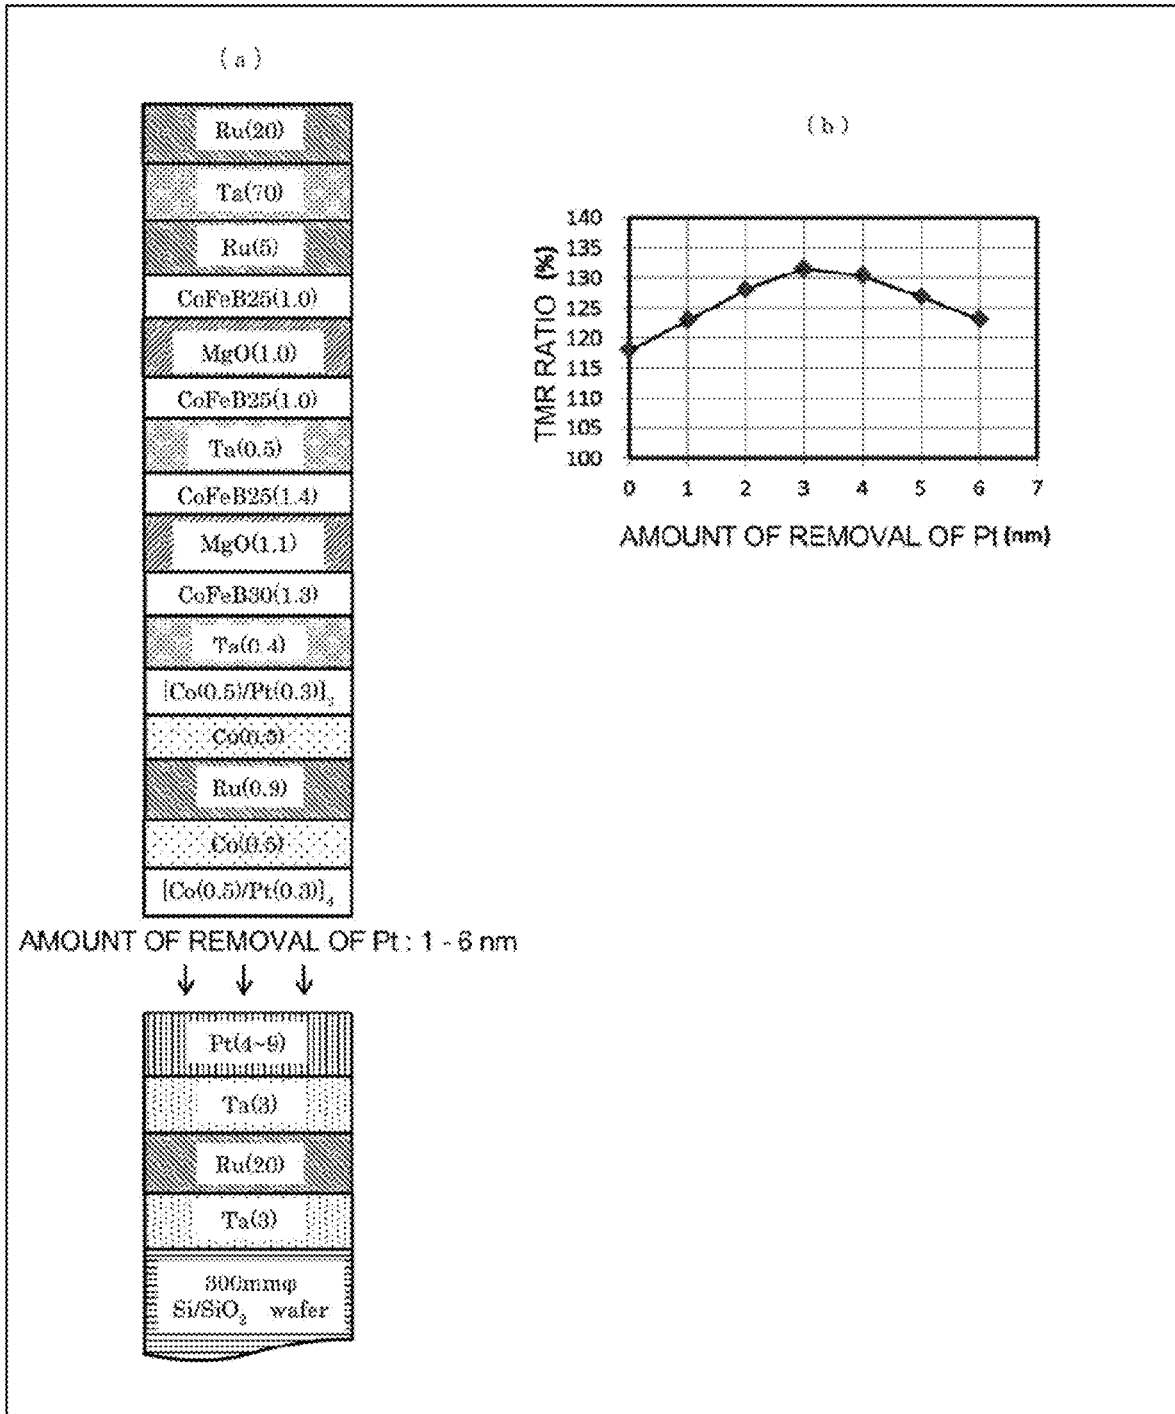 (a)
Ru(20)
Ta(70)
Ru(5)
CoFeB25(1.0)
MgO(1.0)
CoFeB25(1.0)
Ta(0.5)
CoFeB25(1.4)
MgO(1.1)
CoFeB30(1.3)
Ta(0.4)
[Co(0.5)/Pt(0.3)]
Co(0.5)
Ru(0.9)
Co(0.5)
[Co(0.5)/Pt(0.3)]₄
AMOUNT OF REMOVAL OF Pt : 1 - 6 nm
Pt(4~9)
Ta(3)
Ru(20)
Ta(3)
300mmφ
Si/SiO₂ wafer
(b)
TMR RATIO (%)
140
135
130
125
120
115
110
105
100
0 1 2 3 4 5 6 7
AMOUNT OF REMOVAL OF Pt (nm)